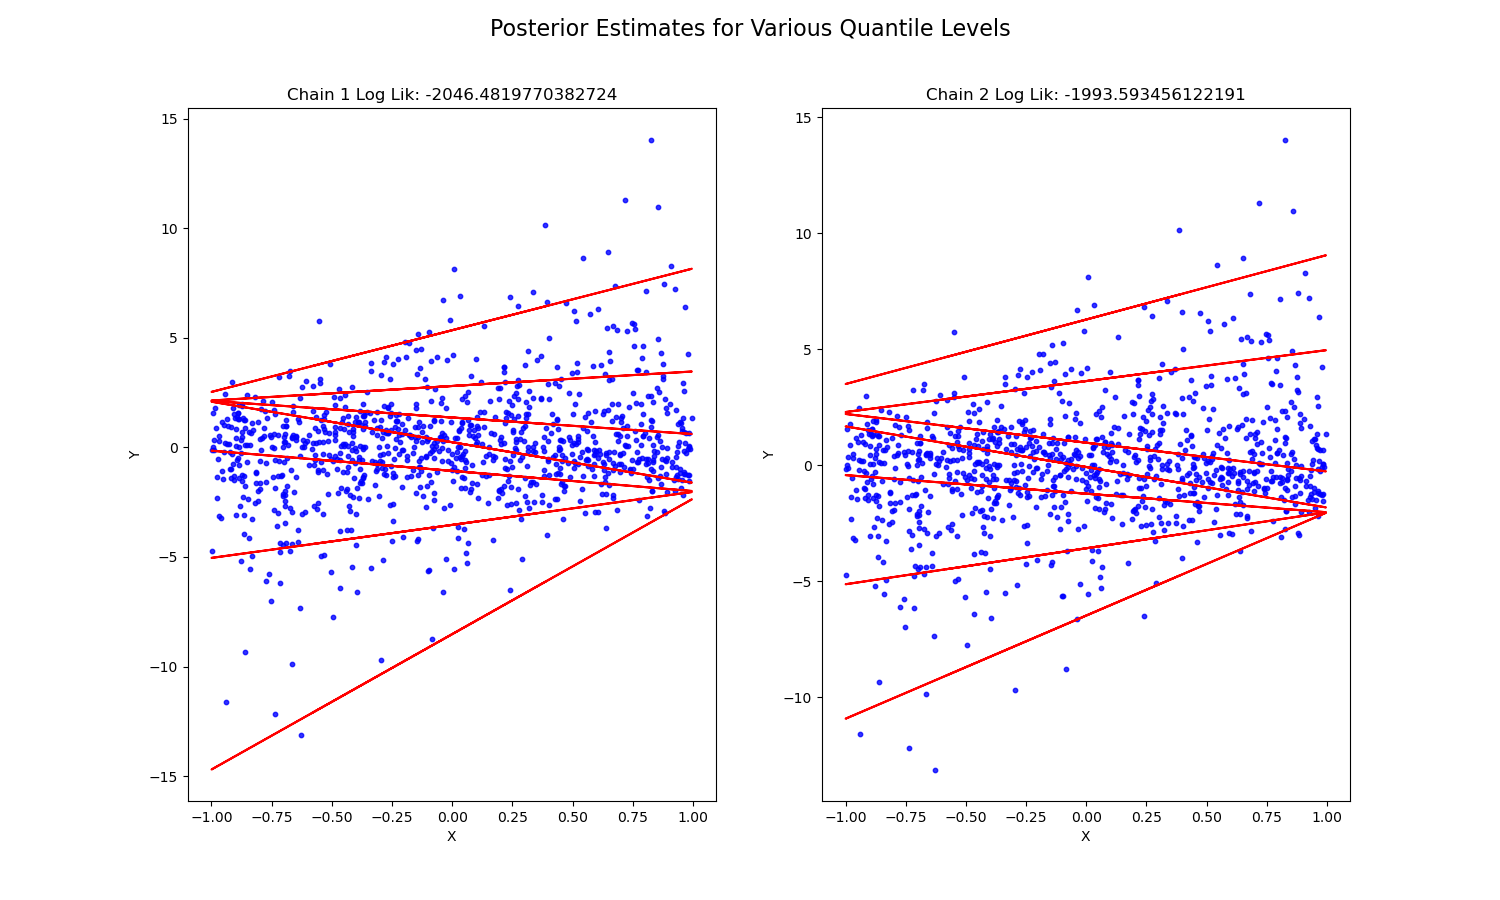 Posterior Estimates for Various Quantile Levels
Chain 1 Log Lik: -2046.4819770382724
15
10
5
0
−5
−10
−15
Y
−1.00 −0.75 −0.50 −0.25 0.00 0.25 0.50 0.75 1.00
X
Chain 2 Log Lik: -1993.593456122191
15
10
5
0
−5
−10
Y
−1.00 −0.75 −0.50 −0.25 0.00 0.25 0.50 0.75 1.00
X